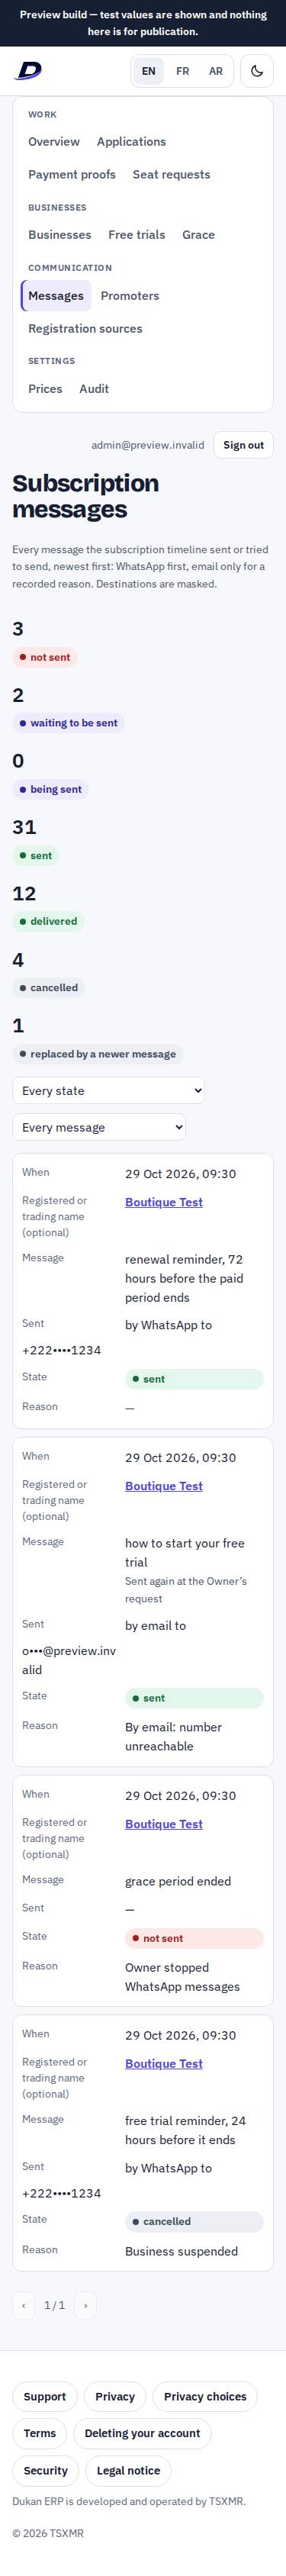 Preview build — test values are shown and nothing
here is for publication.
D
EN FR AR
WORK
Overview Applications
Payment proofs Seat requests
BUSINESSES
Businesses Free trials Grace
COMMUNICATION
Messages Promoters
Registration sources
SETTINGS
Prices Audit
admin@preview.invalid Sign out
Subscription
messages
Every message the subscription timeline sent or tried
to send, newest first: WhatsApp first, email only for a
recorded reason. Destinations are masked.
3
not sent
2
waiting to be sent
0
being sent
31
sent
12
delivered
4
cancelled
1
replaced by a newer message
Every state
Every message
When 29 Oct 2026, 09:30
Registered or Boutique Test
trading name
(optional)
Message renewal reminder, 72
hours before the paid
period ends
Sent by WhatsApp to
+222••••1234
State sent
Reason —
When 29 Oct 2026, 09:30
Registered or Boutique Test
trading name
(optional)
Message how to start your free
trial
Sent again at the Owner’s
request
Sent by email to
o•••@preview.inv
alid
State sent
Reason By email: number
unreachable
When 29 Oct 2026, 09:30
Registered or Boutique Test
trading name
(optional)
Message grace period ended
Sent —
State not sent
Reason Owner stopped
WhatsApp messages
When 29 Oct 2026, 09:30
Registered or Boutique Test
trading name
(optional)
Message free trial reminder, 24
hours before it ends
Sent by WhatsApp to
+222••••1234
State cancelled
Reason Business suspended
‹ 1 / 1 ›
Support Privacy Privacy choices
Terms Deleting your account
Security Legal notice
Dukan ERP is developed and operated by TSXMR.
© 2026 TSXMR